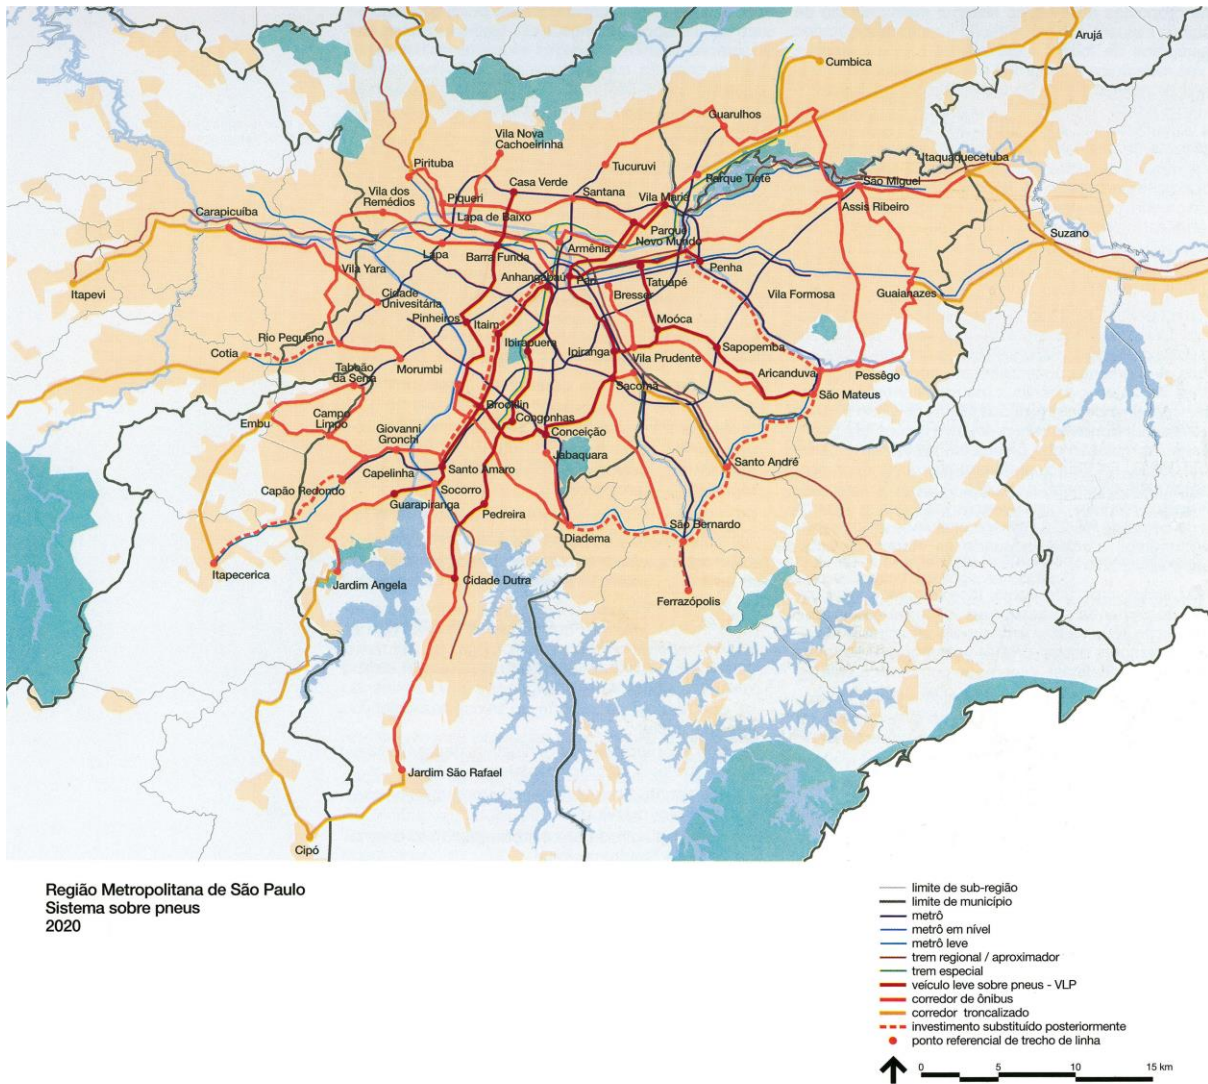 Arujá
Cumbica
Guarulhos
Vila Nova
Cachoeirinha
Tucuruvi
Pirituba
Itaquaquecetuba
Parque Tietê
São Miguel
Casa Verde
Santana
Vila dos
Remédios
Piqueri
Vila Maria
Assis Ribeiro
Carapicuíba
Lapa de Baixo
Parque
Novo Mundo
Suzano
Armênia
Lapa
Barra Funda
Penha
Vila Yara
Anhangabaú
Pari
Tatuapé
Itapevi
Cidade
Universitária
Bresser
Vila Formosa
Guaianazes
Pinheiros
Itaim
Moóca
Rio Pequeno
Ibirapuera
Cotia
Ipiranga
Vila Prudente
Sapopemba
Taboão
da Serra
Morumbi
Aricanduva
Pessêgo
Sacomã
São Mateus
Brooklin
Embu
Campo
Limpo
Congonhas
Giovanni
Gronchi
Conceição
Jabaquara
Santo André
Capelinha
Santo Amaro
Capão Redondo
Socorro
Guarapiranga
Pedreira
São Bernardo
Diadema
Itapecerica
Jardim Angela
Cidade Dutra
Ferrazópolis
Jardim São Rafael
Cipó
Região Metropolitana de São Paulo
Sistema sobre pneus
2020
limite de sub-região
limite de município
metrô
metrô em nível
metrô leve
trem regional / aproximador
trem especial
veículo leve sobre pneus - VLP
corredor de ônibus
corredor troncalizado
investimento substituído posteriormente
ponto referencial de trecho de linha
0 5 10 15 km